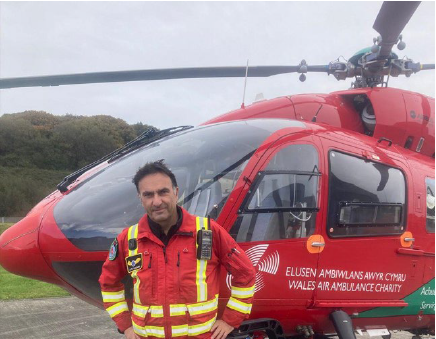 ELUSEN AMBIWLANS AWYR CYMRU
WALES AIR AMBULANCE CHARITY